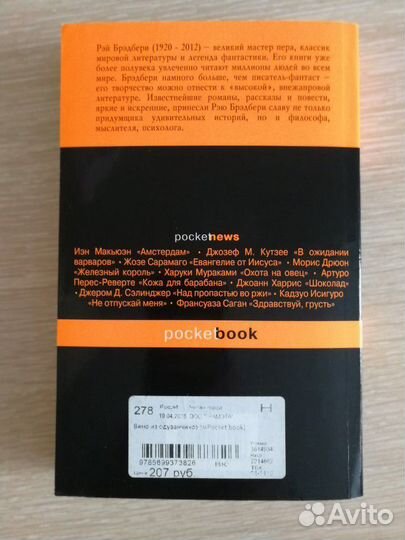 Рэй Брэдбери (1920 - 2012) – великий мастер пера, классик
мировой литературы и легенда фантастики. Его книги уже
более полувека увлеченно читают миллионы людей во всем
мире. Брэдбери намного больше, чем писатель-фантаст –
его творчество можно отнести к «высокой», внежанровой
литературе. Известнейшие романы, рассказы и повести,
яркие и искренние, принесли Рэю Брэдбери славу не только
придумщика удивительных историй, но и философа,
мыслителя, психолога.
pocketnews
Иэн Макьюэн «Амстердам» • Джозеф М. Кутзее «В ожидании
варваров» • Жозе Сарамаго «Евангелие от Иисуса» • Морис Дрюон
«Железный король» • Харуки Мураками «Охота на овец» • Артуро
Перес-Реверте «Кожа для барабана» • Джоанн Харрис «Шоколад»
• Джером Д. Сэлинджер «Над пропастью во ржи» • Кадзуо Исигуро
«Не отпускай меня» • Франсуаза Саган «Здравствуй, грусть»
pocketbook
278
Н
Вино из одуванчиков (м/Pocket book)
9785699373826
207 руб.
Avito